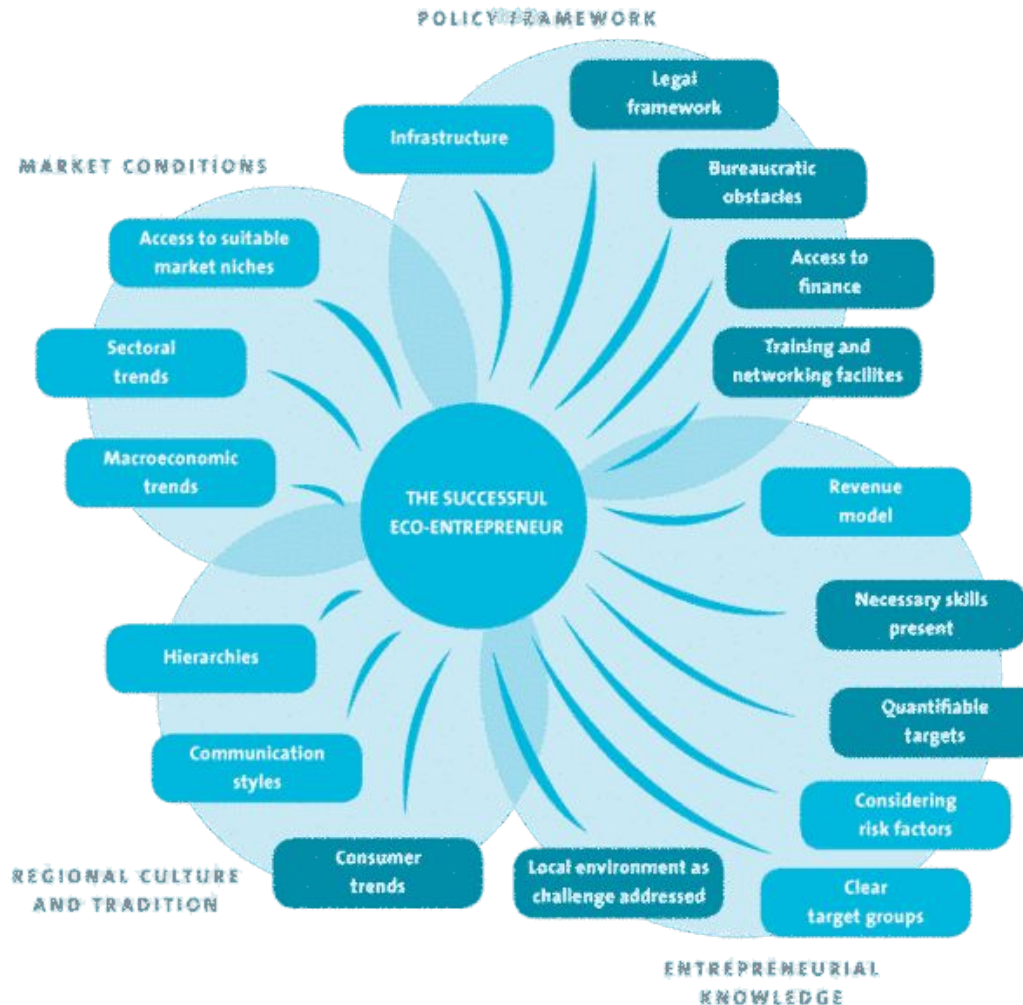 POLICY FRAMEWORK
Legal
framework
Infrastructure
MARKET CONDITIONS
Bureaucratic
obstacles
Access to suitable
market niches
Access to
finance
Sectoral
trends
Training and
networking facilites
Macroeconomic
trends
Revenue
model
THE SUCCESSFUL
ECO-ENTREPRENEUR
Necessary skills
present
Hierarchies
Quantifiable
targets
Communication
styles
Considering
risk factors
Consumer
trends
Local environment as
challenge addressed
Clear
target groups
REGIONAL CULTURE
AND TRADITION
ENTREPRENEURIAL
KNOWLEDGE